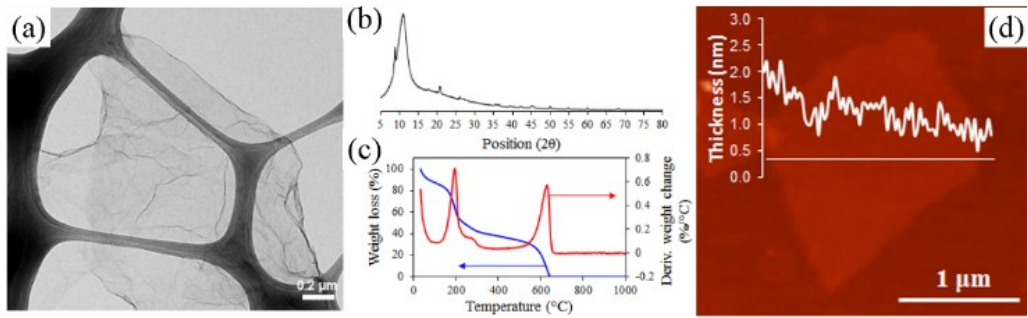 (a)
0.2 μm
(b)
5 10 15 20 25 30 35 40 45 50 55 60 65 70 75 80
Position (2θ)
(c)
Weight loss (%)
100
80
60
40
20
0
0 200 400 600 800 1000
Temperature (°C)
0.8
0.6
0.4
0.2
0
-0.2
Deriv. weight change
(%/°C)
(d)
Thickness(nm)
3.0
2.5
2.0
1.5
1.0
0.5
0.0
1 μm